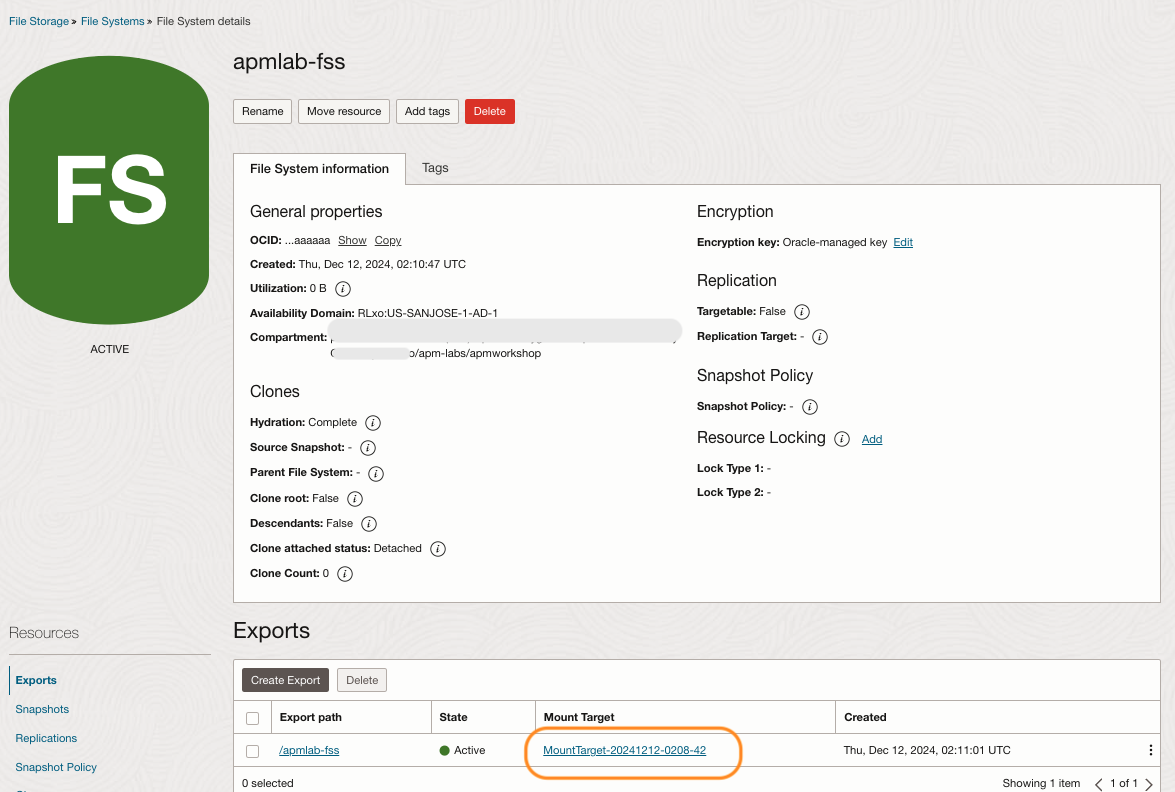 File Storage » File Systems » File System details
FS
ACTIVE
apmlab-fss
Rename Move resource Add tags Delete
File System information Tags
General properties
OCID: ...aaaaaa Show Copy
Created: Thu, Dec 12, 2024, 02:10:47 UTC
Utilization: 0 B i
Availability Domain: RLxo:US-SANJOSE-1-AD-1
Compartment:
o/apm-labs/apmworkshop
Clones
Hydration: Complete i
Source Snapshot: - i
Parent File System: - i
Clone root: False i
Descendants: False i
Clone attached status: Detached i
Clone Count: 0 i
Encryption
Encryption key: Oracle-managed key Edit
Replication
Targetable: False i
Replication Target: - i
Snapshot Policy
Snapshot Policy: - i
Resource Locking i Add
Lock Type 1: -
Lock Type 2: -
Resources
Exports
Snapshots
Replications
Snapshot Policy
Exports
Create Export Delete
Export path State Mount Target Created
/apmlab-fss Active MountTarget-20241212-0208-42 Thu, Dec 12, 2024, 02:11:01 UTC
0 selected Showing 1 item < 1 of 1 >